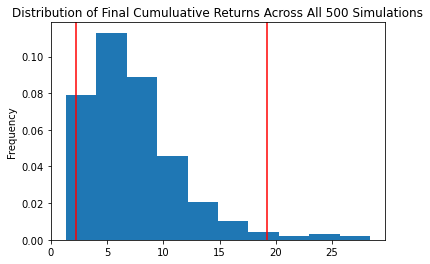 Distribution of Final Cumuluative Returns Across All 500 Simulations
Frequency
0.10
0.08
0.06
0.04
0.02
0.00
0 5 10 15 20 25